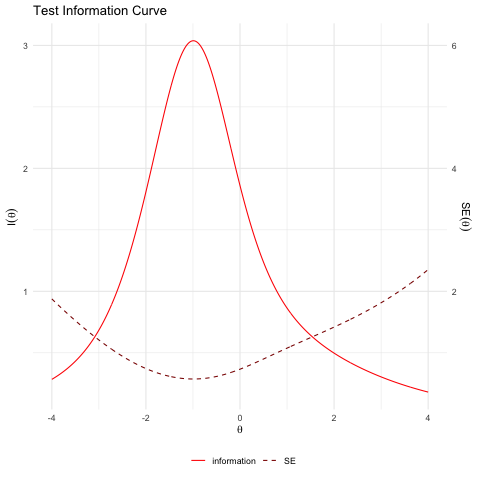 Test Information Curve
3
2
1
I(θ)
6
4
2
SE(θ)
-4 -2 0 2 4
θ
information SE